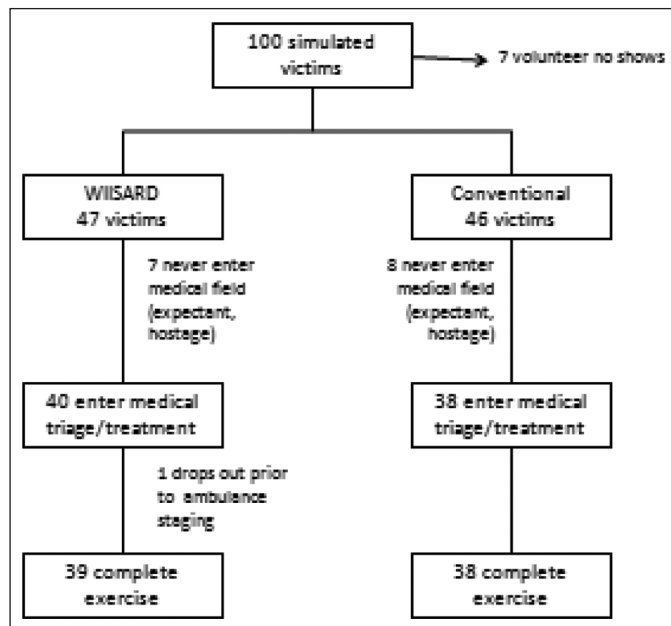 100 simulated
victims
7 volunteer no shows
WIISARD
47 victims
Conventional
46 victims
7 never enter
medical field
(expectant,
hostage)
8 never enter
medical field
(expectant,
hostage)
40 enter medical
triage/treatment
38 enter medical
triage/treatment
1 drops out prior
to ambulance
staging
39 complete
exercise
38 complete
exercise